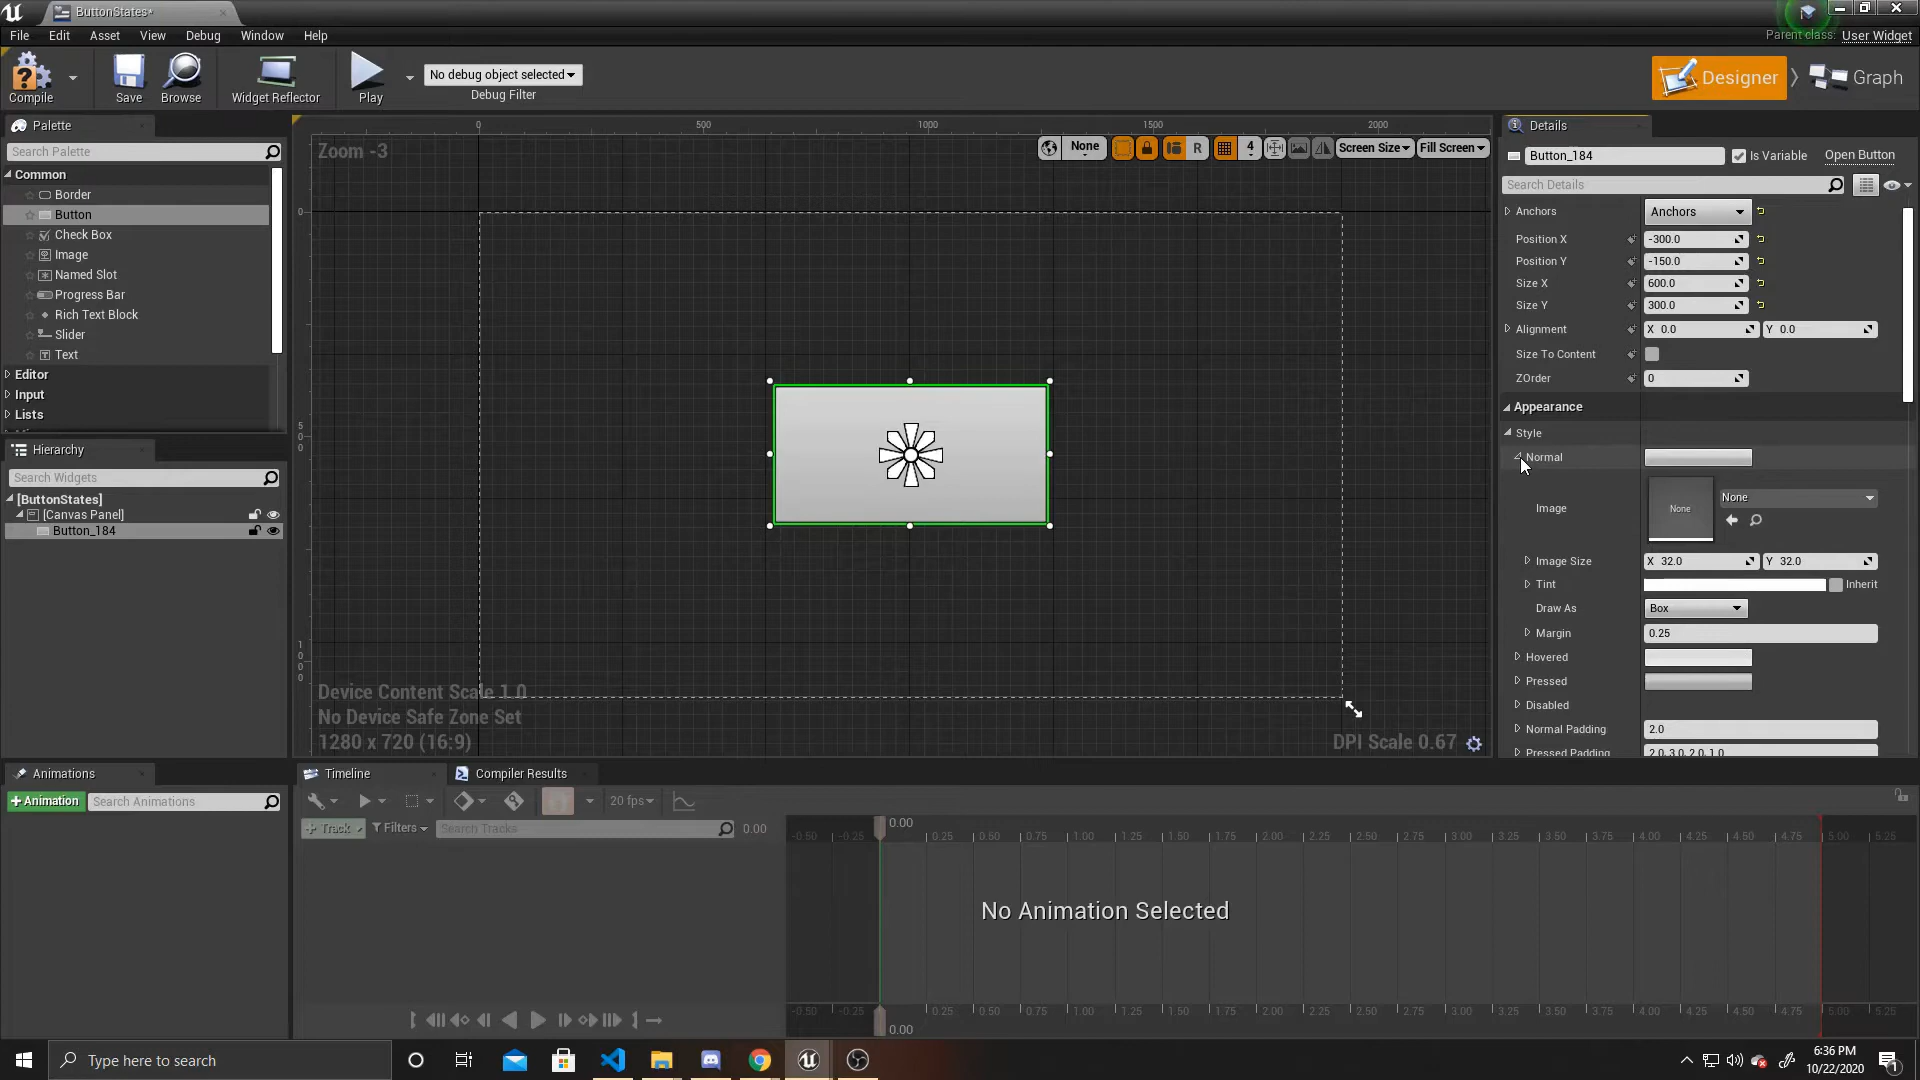 ButtonStates*
File Edit Asset View Debug Window Help
Parent class: User Widget
Compile Save Browse Widget Reflector Play
No debug object selected
Debug Filter
Designer Graph
Palette
Search Palette
Common
Border
Button
Check Box
Image
Named Slot
Progress Bar
Rich Text Block
Slider
Text
Editor
Input
Lists
Hierarchy
Search Widgets
[ButtonStates]
[Canvas Panel]
Button_184
0 500 1000 1500 2000
Zoom -3
None R 4 Screen Size Fill Screen
0
5
0
0
1
0
0
0
Device Content Scale 1.0
No Device Safe Zone Set
1280 x 720 (16:9)
DPI Scale 0.67
Details
Button_184 Is Variable Open Button
Search Details
Anchors Anchors
Position X -300.0
Position Y -150.0
Size X 600.0
Size Y 300.0
Alignment X 0.0 Y 0.0
Size To Content
ZOrder 0
Appearance
Style
Normal
Image None None
Image Size X 32.0 Y 32.0
Tint Inherit
Draw As Box
Margin 0.25
Hovered
Pressed
Disabled
Normal Padding 2.0
Pressed Padding 2.0, 3.0, 2.0, 1.0
Animations
+Animation Search Animations
Timeline Compiler Results
20 fps
+ Track Filters Search Tracks 0.00
0.00
-0.50 -0.25 0.25 0.50 0.75 1.00 1.25 1.50 1.75 2.00 2.25 2.50 2.75 3.00 3.25 3.50 3.75 4.00 4.25 4.50 4.75 5.00 5.25
No Animation Selected
-0.50 -0.25 0.25 0.50 0.75 1.00 1.25 1.50 1.75 2.00 2.25 2.50 2.75 3.00 3.25 3.50 3.75 4.00 4.25 4.50 4.75 5.00 5.25
0.00
Type here to search
6:36 PM
10/22/2020
1